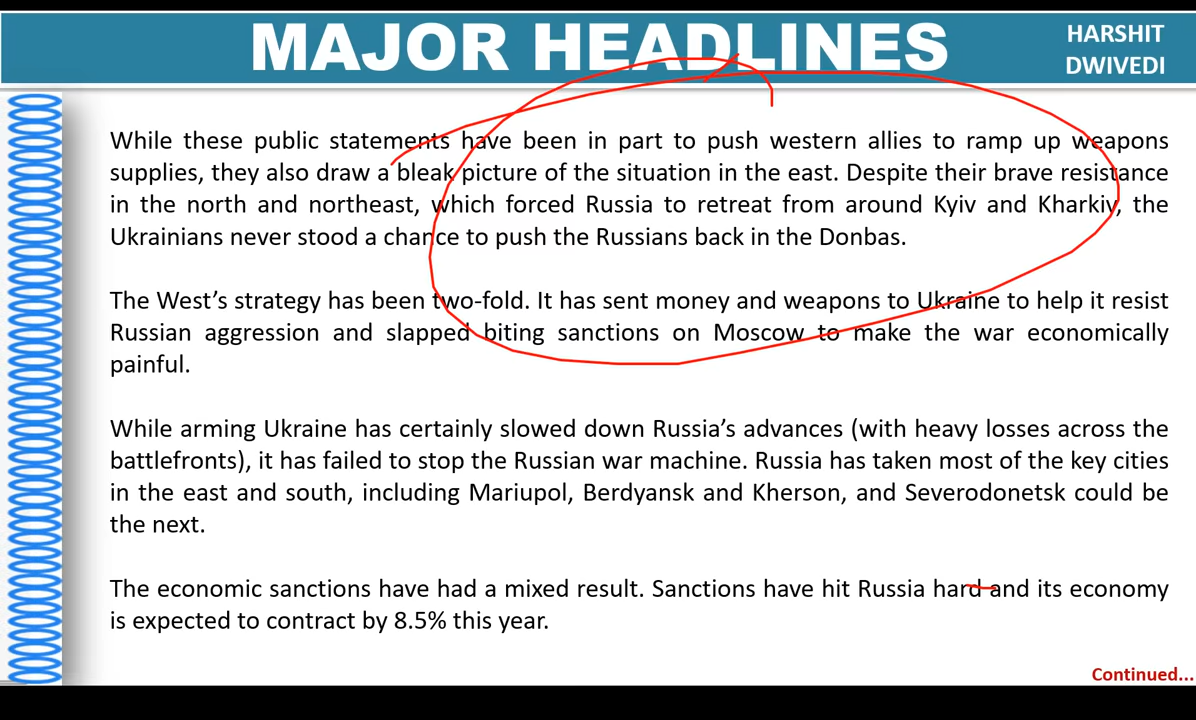 MAJOR HEADLINES
HARSHIT
DWIVEDI
While these public statements have been in part to push western allies to ramp up weapons
supplies, they also draw a bleak picture of the situation in the east. Despite their brave resistance
in the north and northeast, which forced Russia to retreat from around Kyiv and Kharkiv, the
Ukrainians never stood a chance to push the Russians back in the Donbas.
The West’s strategy has been two-fold. It has sent money and weapons to Ukraine to help it resist
Russian aggression and slapped biting sanctions on Moscow to make the war economically
painful.
While arming Ukraine has certainly slowed down Russia’s advances (with heavy losses across the
battlefronts), it has failed to stop the Russian war machine. Russia has taken most of the key cities
in the east and south, including Mariupol, Berdyansk and Kherson, and Severodonetsk could be
the next.
The economic sanctions have had a mixed result. Sanctions have hit Russia hard and its economy
is expected to contract by 8.5% this year.
Continued...